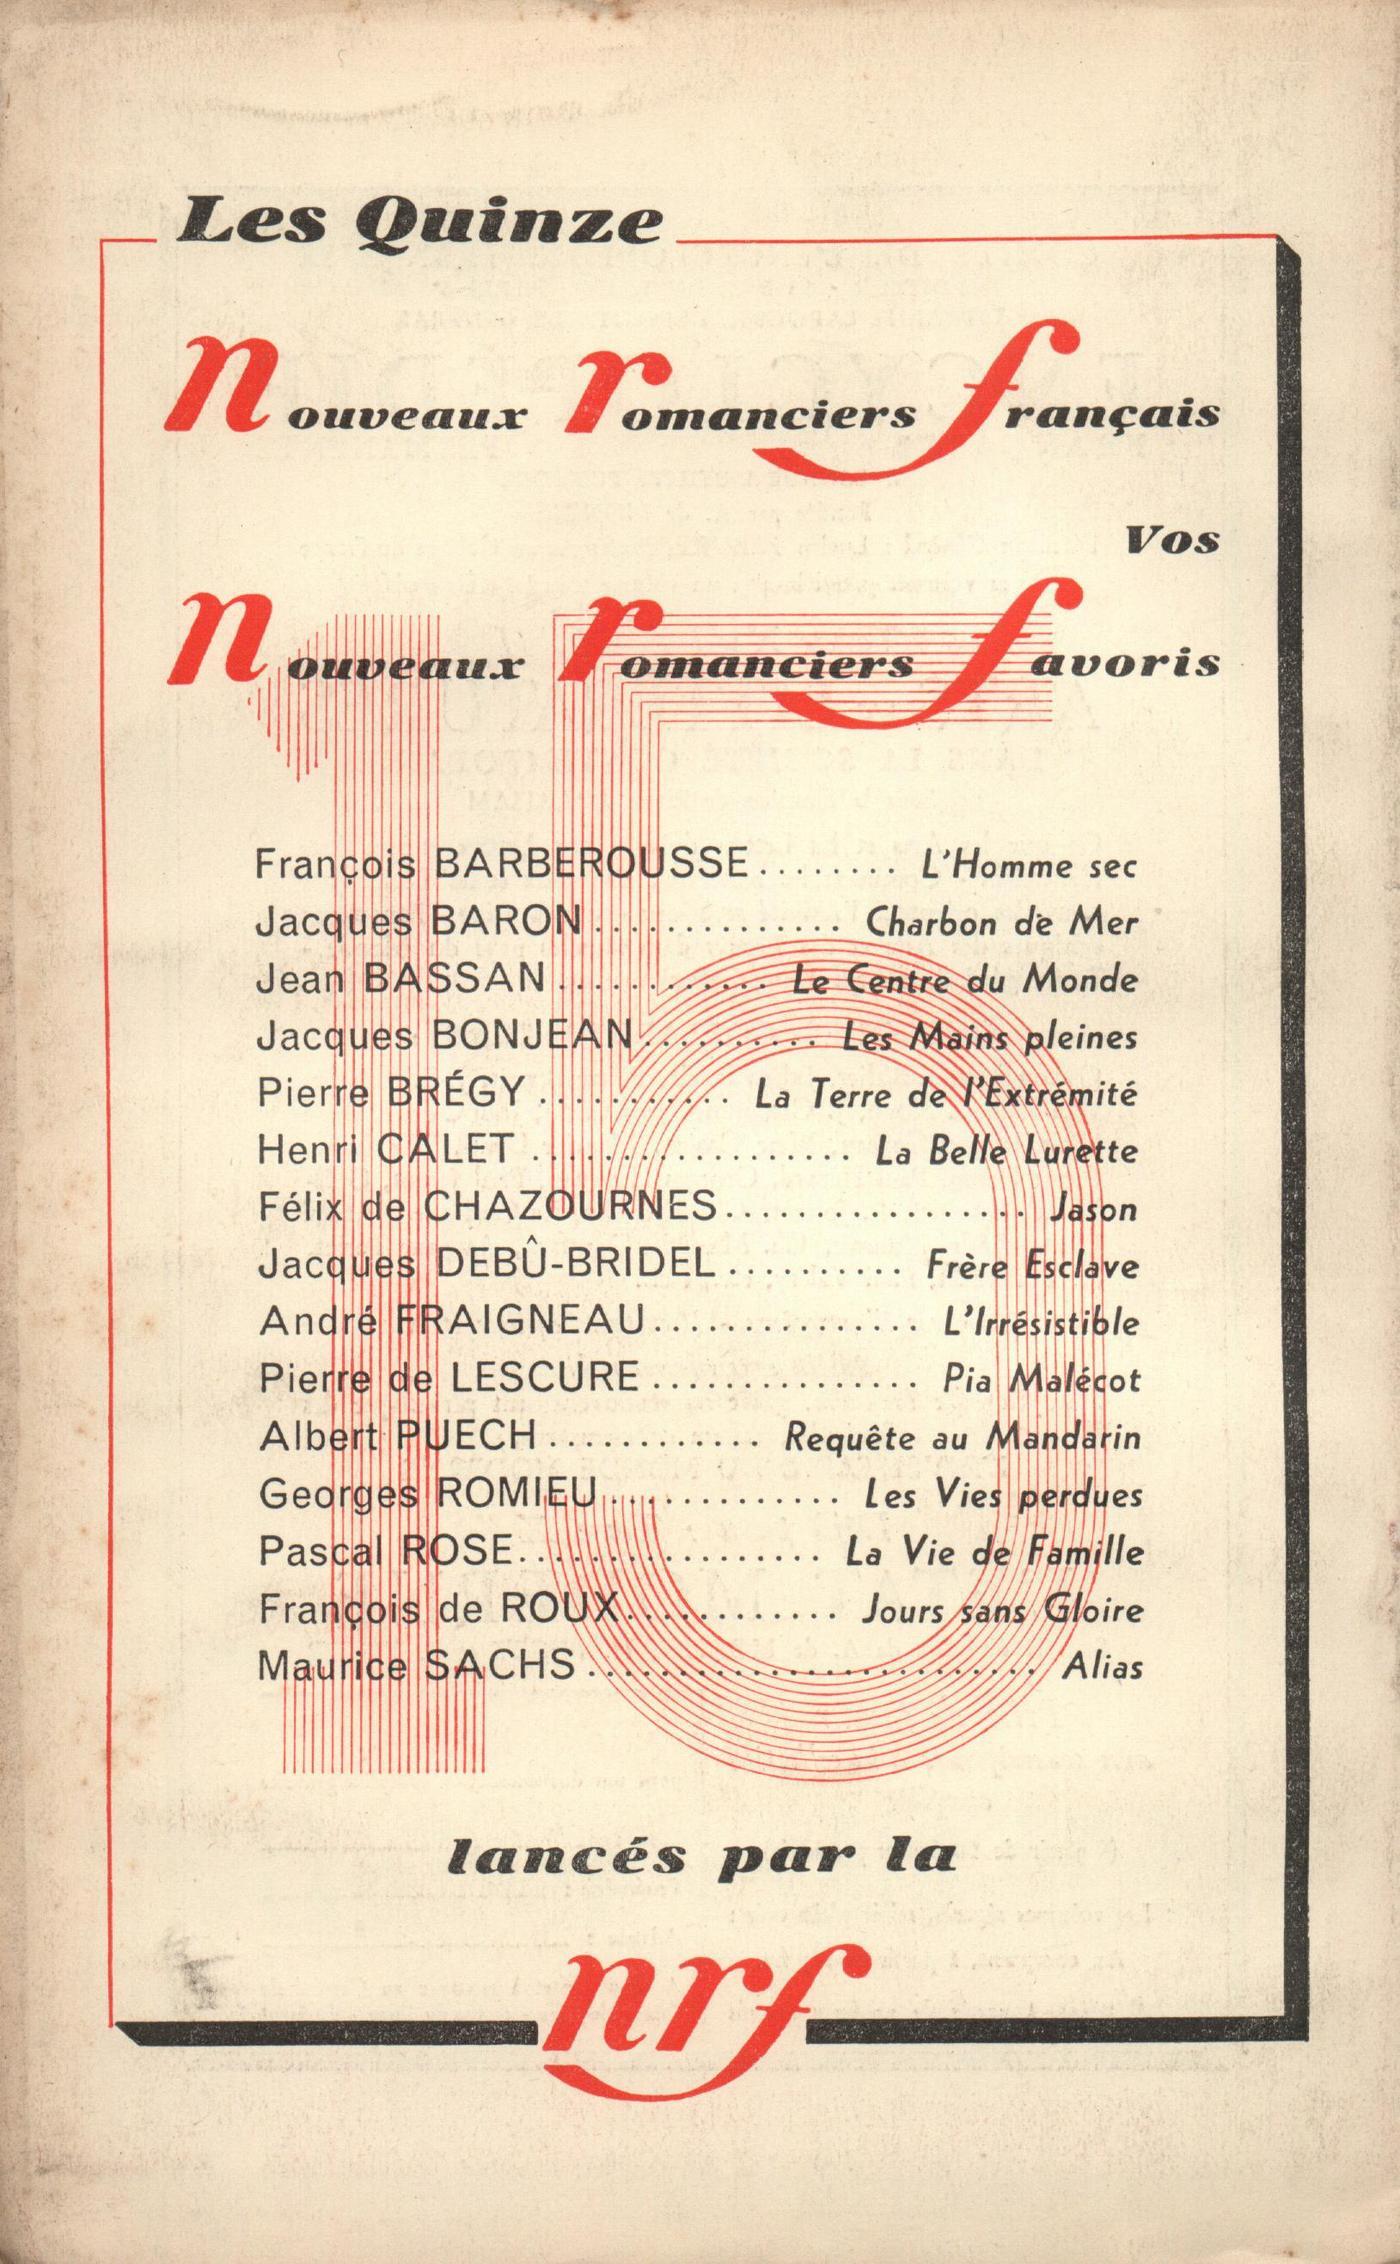 Les Quinze
nouveaux romanciers français
Vos
nouveaux romanciers favoris
François BARBEROUSSE........ L'Homme sec
Jacques BARON.............. Charbon de Mer
Jean BASSAN............ Le Centre du Monde
Jacques BONJEAN.......... Les Mains pleines
Pierre BRÉGY........... La Terre de l'Extrémité
Henri CALET.................. La Belle Lurette
Félix de CHAZOURNES................. Jason
Jacques DEBÛ-BRIDEL.......... Frère Esclave
André FRAIGNEAU............... L'Irrésistible
Pierre de LESCURE............... Pia Malécot
Albert PUECH............ Requête au Mandarin
Georges ROMIEU............. Les Vies perdues
Pascal ROSE................. La Vie de Famille
François de ROUX............ Jours sans Gloire
Maurice SACHS......................... Alias
15
lancés par la
nrf